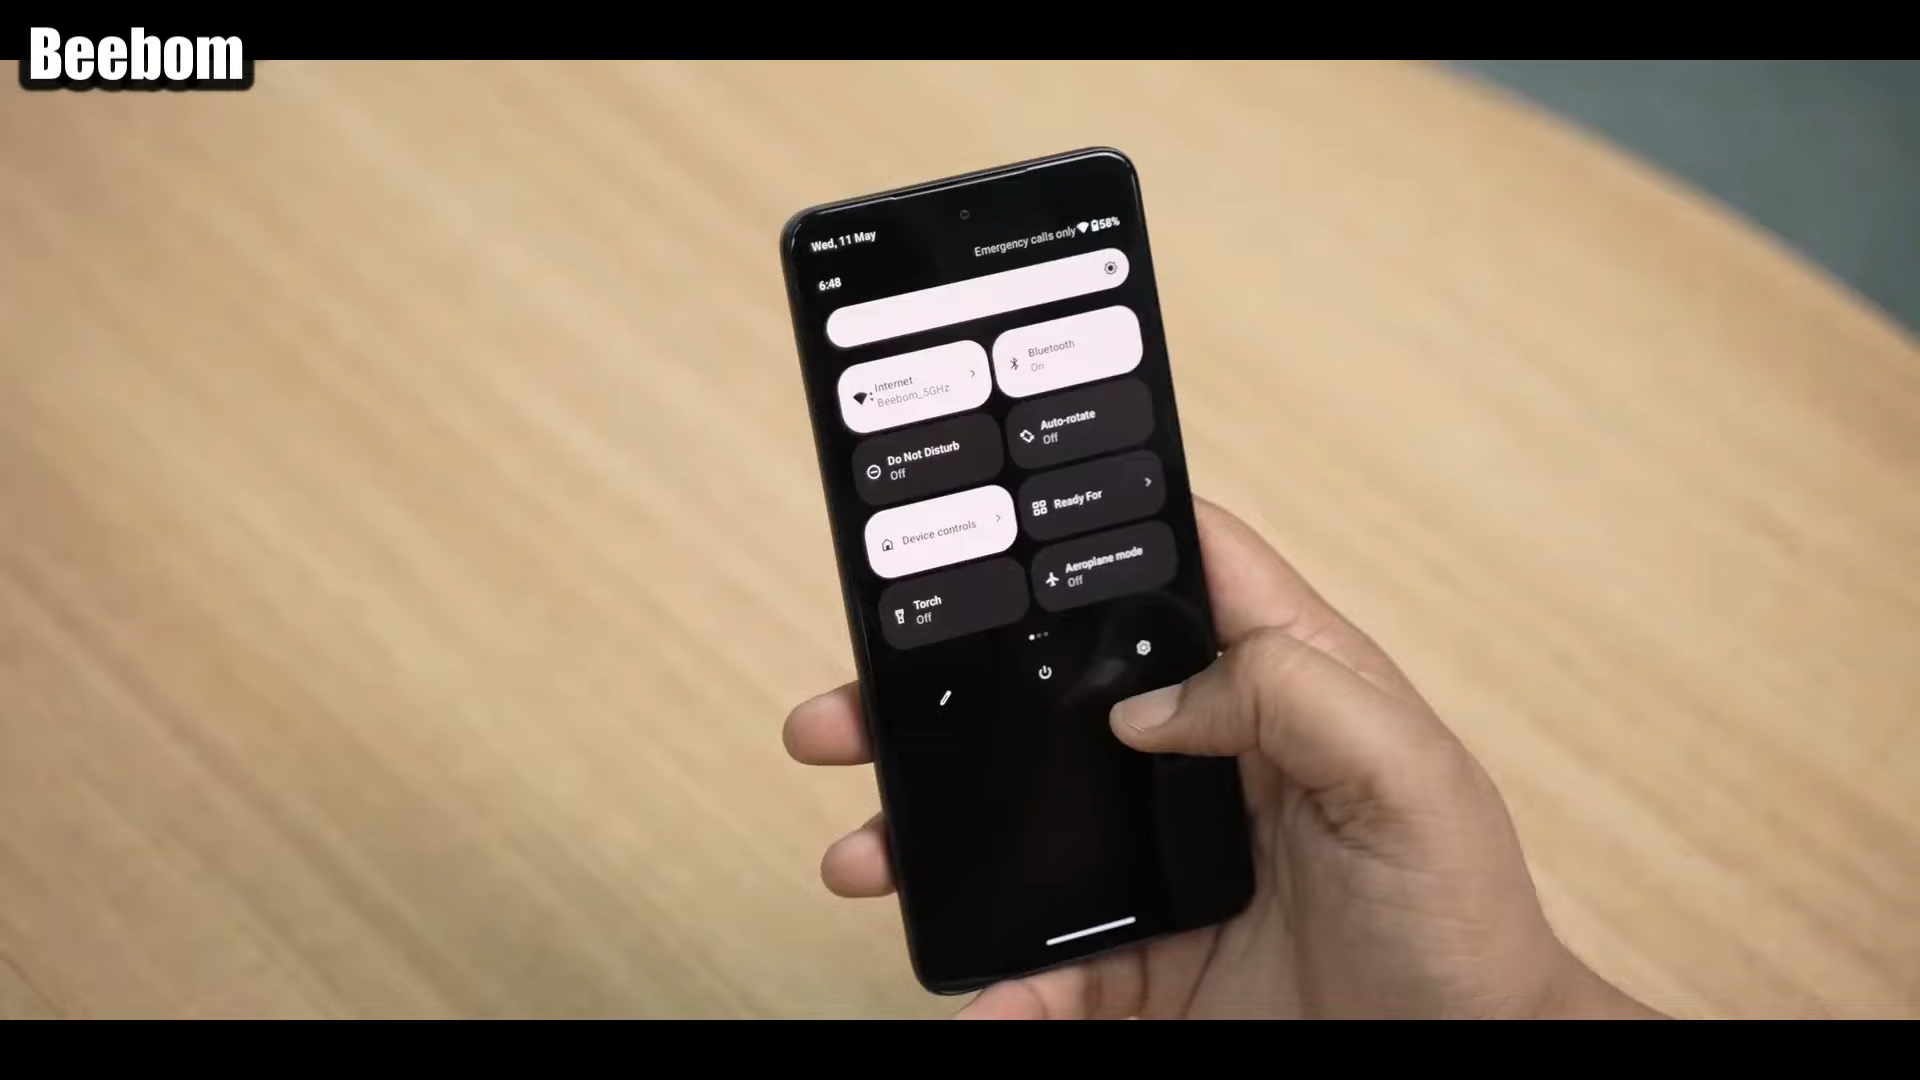 Beebom
Wed, 11 May
Emergency calls only 58%
6:48
Internet
Beebom_5GHz
Bluetooth
On
Do Not Disturb
Off
Auto-rotate
Off
Device controls
Ready For
Torch
Off
Aeroplane mode
Off